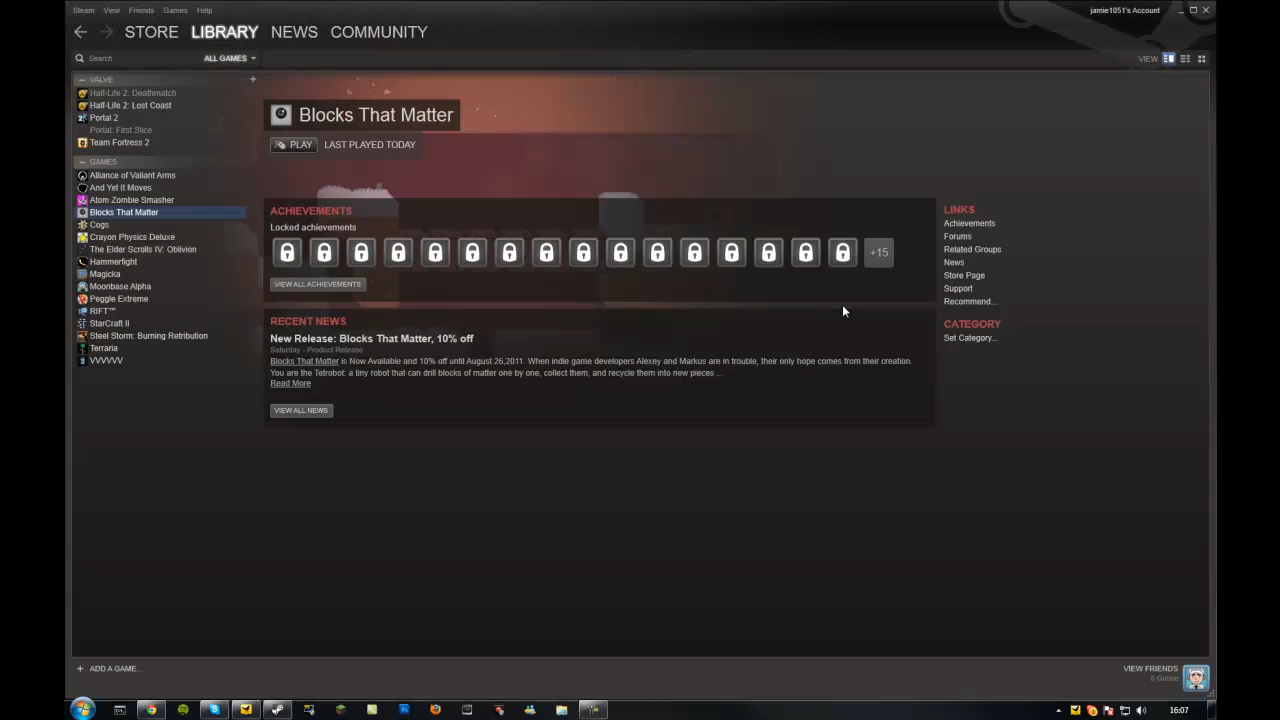 Steam View Friends Games Help
jamie1051's Account
STORE LIBRARY NEWS COMMUNITY
Search ALL GAMES
VIEW
VALVE
Half-Life 2: Deathmatch
Half-Life 2: Lost Coast
Portal 2
Portal: First Slice
Team Fortress 2
GAMES
Alliance of Valiant Arms
And Yet It Moves
Atom Zombie Smasher
Blocks That Matter
Cogs
Crayon Physics Deluxe
The Elder Scrolls IV: Oblivion
Hammerfight
Magicka
Moonbase Alpha
Peggle Extreme
RIFT™
StarCraft II
Steel Storm: Burning Retribution
Terraria
VVVVVV
Blocks That Matter
PLAY LAST PLAYED TODAY
ACHIEVEMENTS
Locked achievements
+15
VIEW ALL ACHIEVEMENTS
RECENT NEWS
New Release: Blocks That Matter, 10% off
Saturday - Product Release
Blocks That Matter is Now Available and 10% off until August 26,2011. When indie game developers Alexey and Markus are in trouble, their only hope comes from their creation.
You are the Tetrobot: a tiny robot that can drill blocks of matter one by one, collect them, and recycle them into new pieces ...
Read More
VIEW ALL NEWS
LINKS
Achievements
Forums
Related Groups
News
Store Page
Support
Recommend...
CATEGORY
Set Category...
+ ADD A GAME...
VIEW FRIENDS
6 Online
16:07